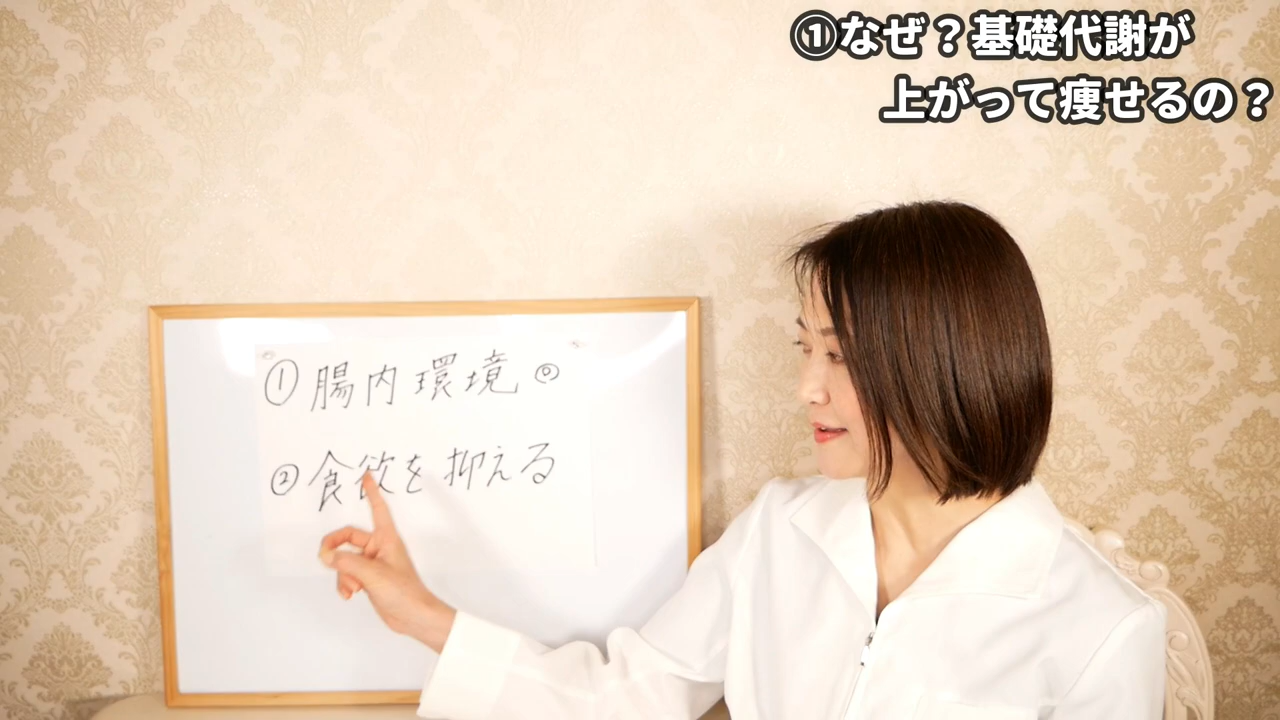 ①なぜ？基礎代謝が
上がって痩せるの？
①腸内環境◎
②食欲を抑える